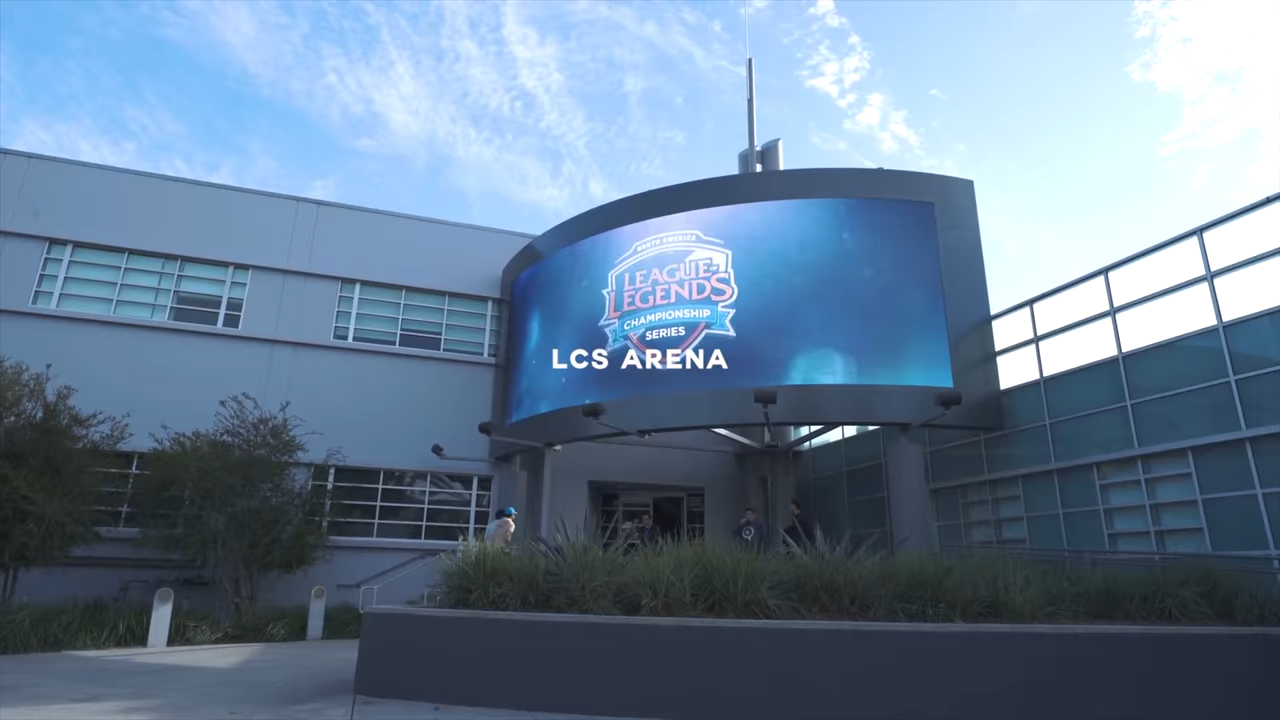 NORTH AMERICA
LEAGUE OF
LEGENDS
CHAMPIONSHIP
SERIES
LCS ARENA